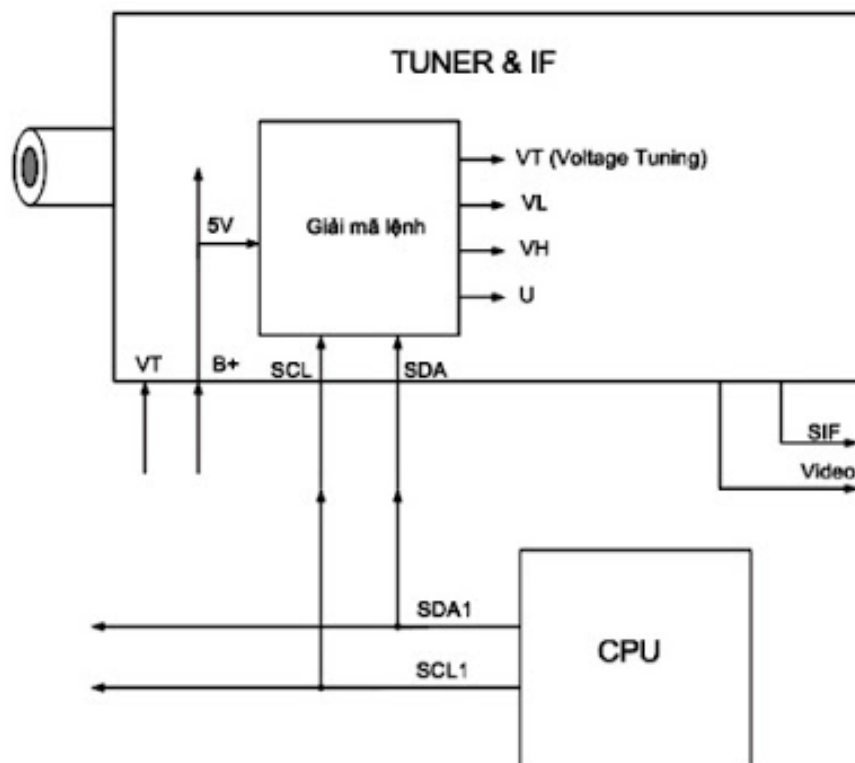 TUNER & IF
VT (Voltage Tuning)
5V
Giải mã lệnh
VL
VH
U
VT
B+
SCL
SDA
SIF
Video
SDA1
CPU
SCL1